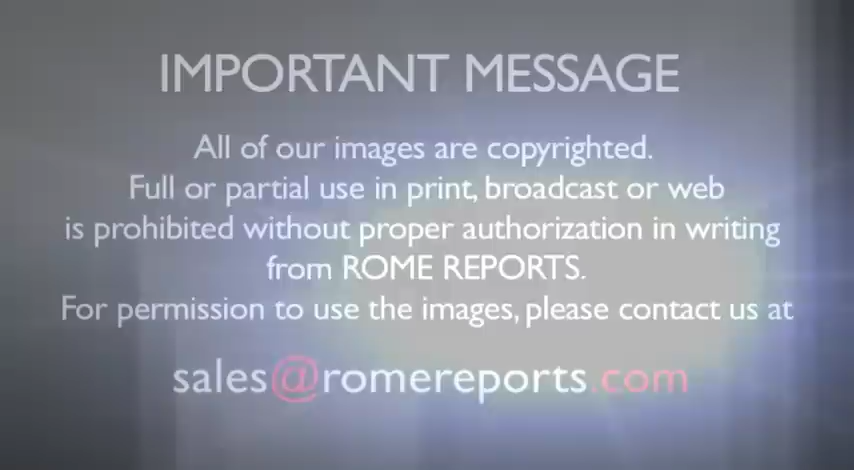 IMPORTANT MESSAGE
All of our images are copyrighted.
Full or partial use in print, broadcast or web
is prohibited without proper authorization in writing
from ROME REPORTS.
For permission to use the images, please contact us at
sales@romereports.com